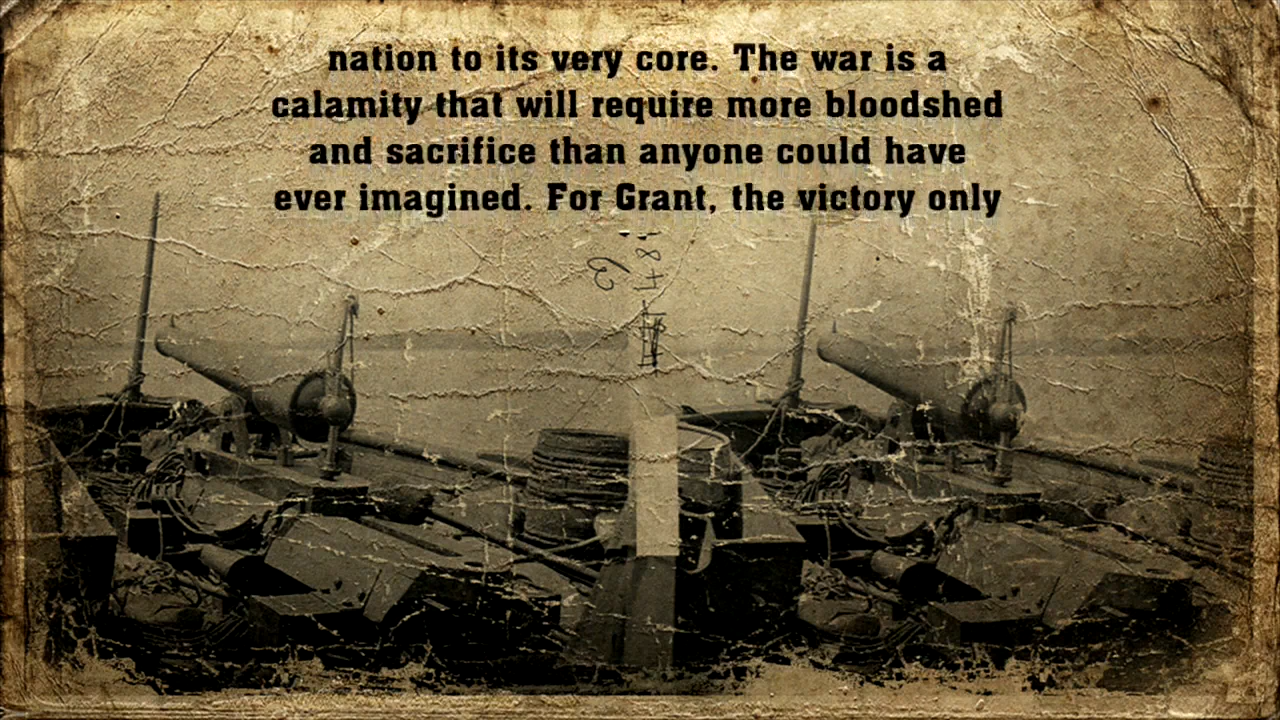 nation to its very core. The war is a
calamity that will require more bloodshed
and sacrifice than anyone could have
ever imagined. For Grant, the victory only